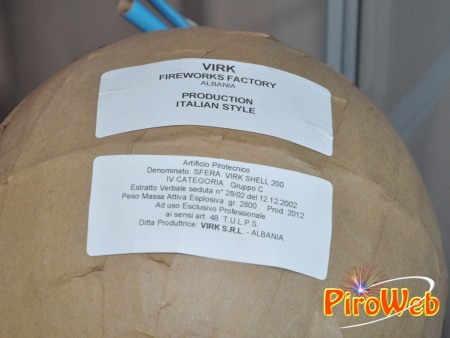 VIRK
FIREWORKS FACTORY
ALBANIA
PRODUCTION
ITALIAN STYLE
Artificio Pirotecnico
Denominato: SFERA VIRK SHELL 200
IV CATEGORIA Gruppo C
Estratto Verbale seduta n° 28/02 del 12.12.2002
Peso Massa Attiva Esplosiva gr. 2800 Prod. 2012
Ad uso Esclusivo Professionale
ai sensi art. 48 T.U.L.P.S.
Ditta Produttrice: VIRK S.R.L - ALBANIA
PiroWeb